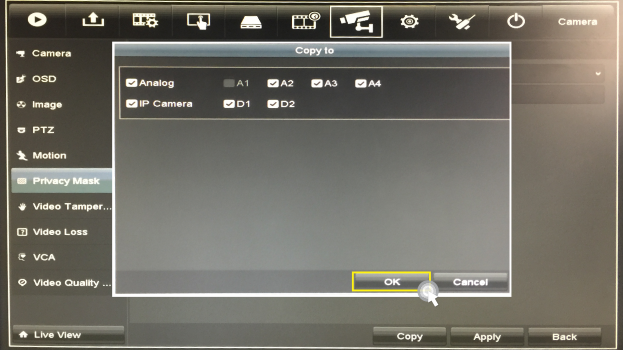 Camera
Copy to
Camera
OSD
Image
PTZ
Motion
Privacy Mask
Video Tamper...
Video Loss
VCA
Video Quality ...
Analog A1 A2 A3 A4
IP Camera D1 D2
OK Cancel
Live View
Copy Apply Back